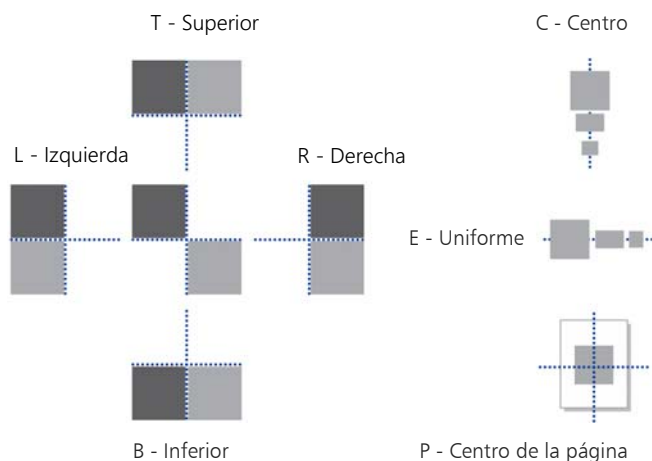 T - Superior
C - Centro
L - Izquierda
R - Derecha
E - Uniforme
B - Inferior
P - Centro de la página